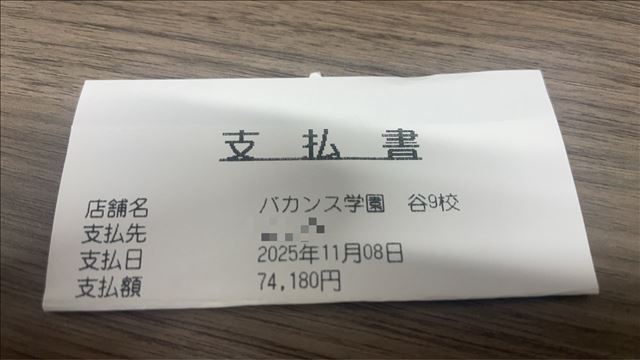 支払書
店舗名 バカンス学園 谷9校
支払先
支払日 2025年11月08日
支払額 74,180円